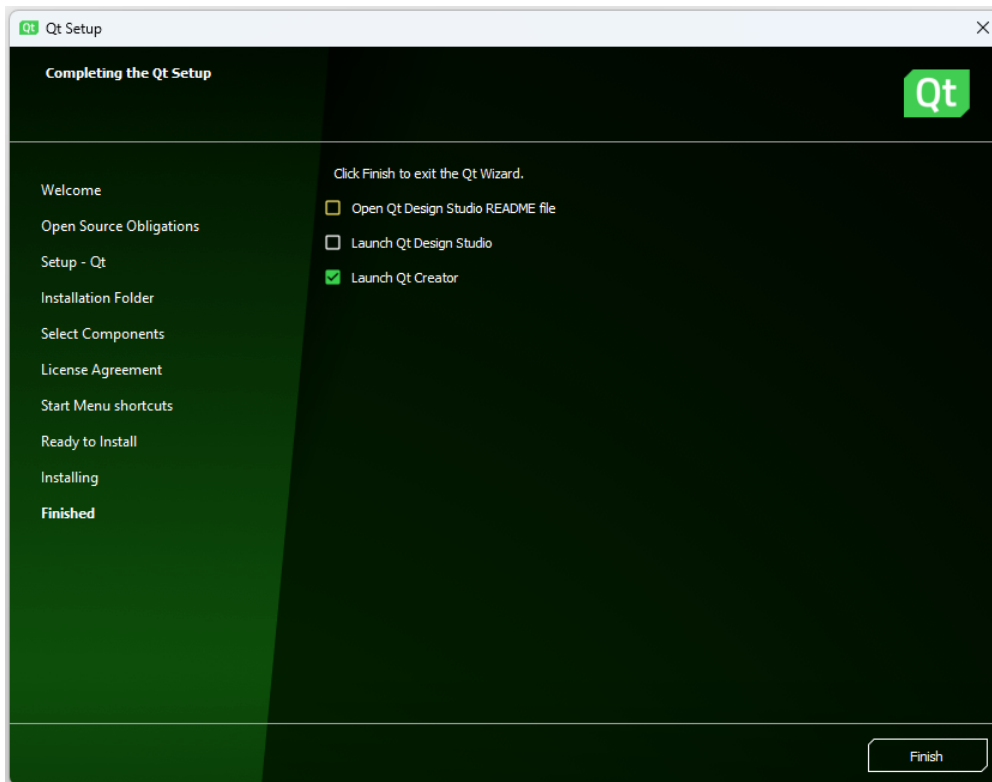 Qt Qt Setup
Completing the Qt Setup
Qt
Welcome
Open Source Obligations
Setup - Qt
Installation Folder
Select Components
License Agreement
Start Menu shortcuts
Ready to Install
Installing
Finished
Click Finish to exit the Qt Wizard.
Open Qt Design Studio README file
Launch Qt Design Studio
Launch Qt Creator
Finish